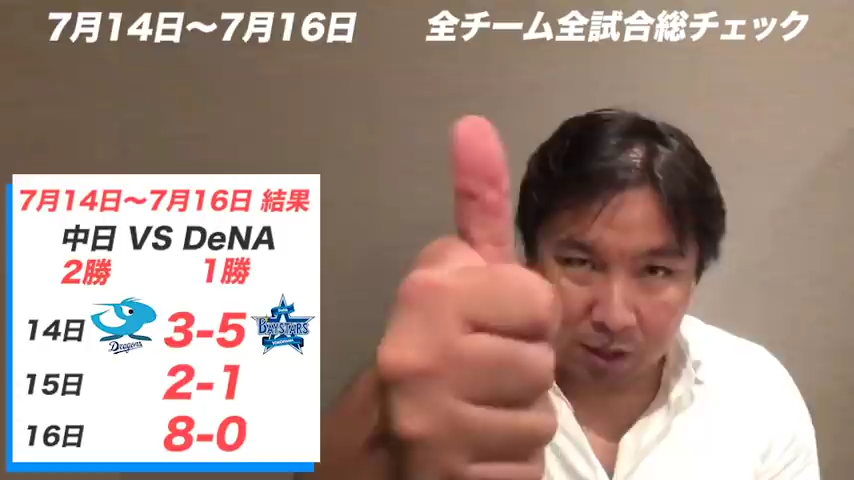 7月14日〜7月16日
全チーム全試合総チェック
7月14日〜7月16日 結果
中日 VS DeNA
2勝 1勝
14日 Dragons 3-5 BAYSTARS
15日 2-1
16日 8-0